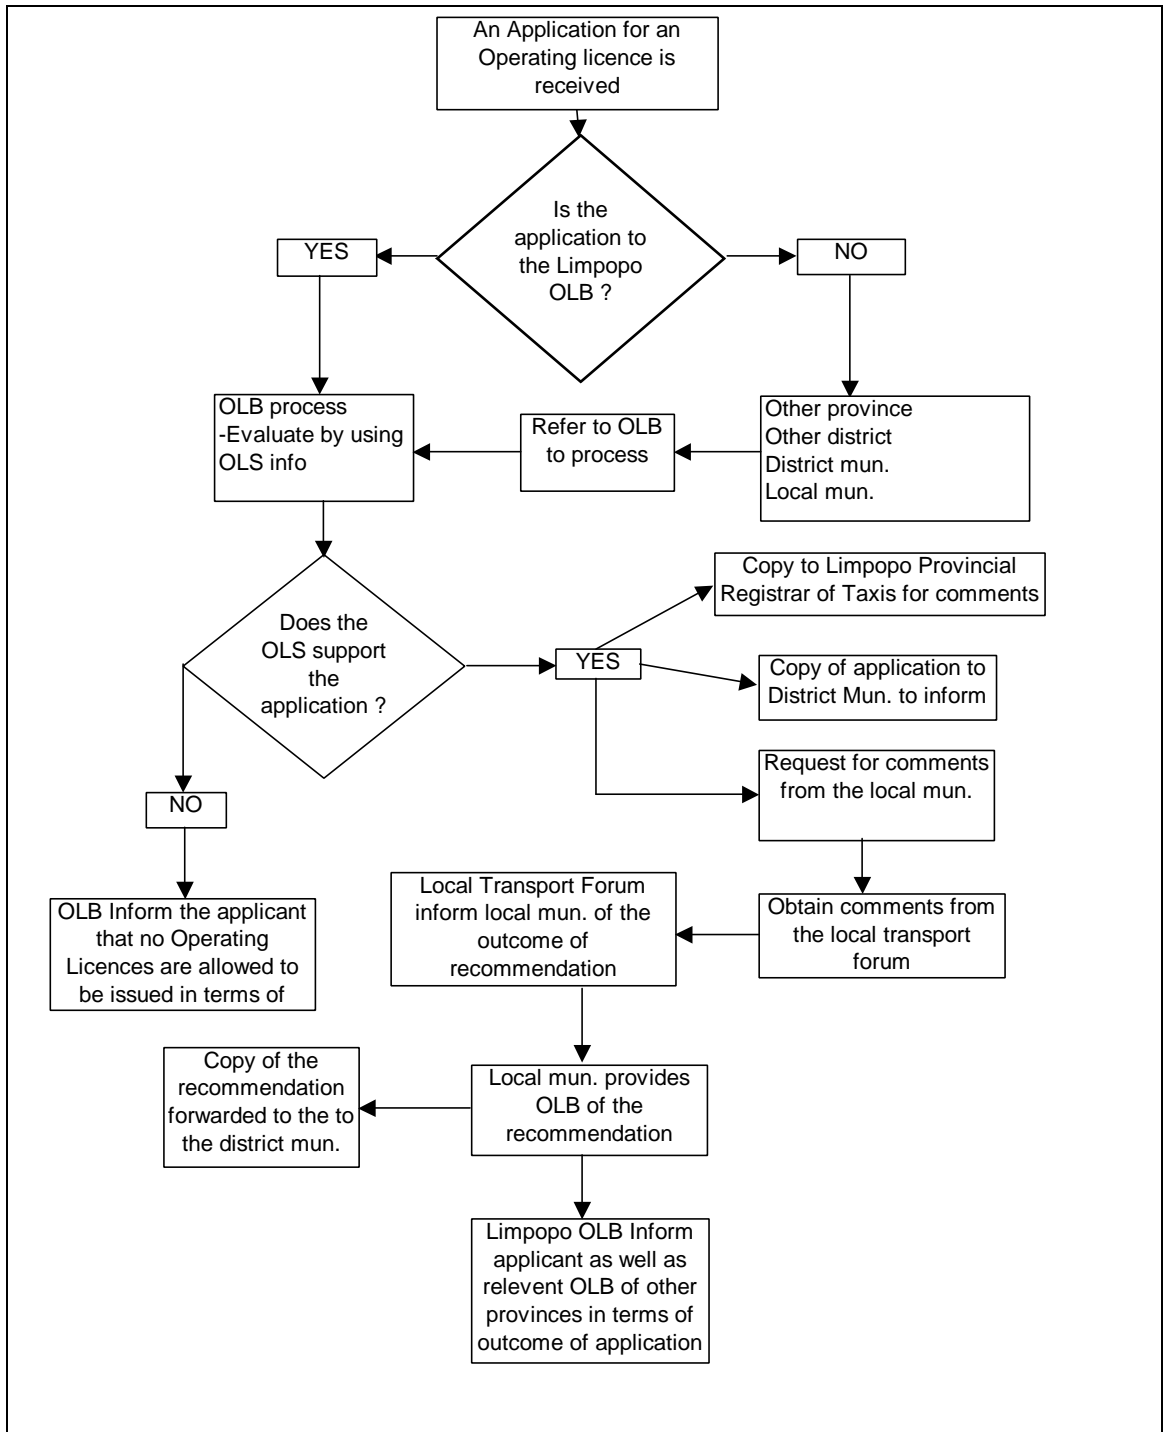 An Application for an
Operating licence is
received
Is the
application to
the Limpopo
OLB ?
YES
NO
OLB process
-Evaluate by using
OLS info
Refer to OLB
to process
Other province
Other district
District mun.
Local mun.
Does the
OLS support
the
application ?
YES
Copy to Limpopo Provincial
Registrar of Taxis for comments
Copy of application to
District Mun. to inform
Request for comments
from the local mun.
NO
OLB Inform the applicant
that no Operating
Licences are allowed to
be issued in terms of
Local Transport Forum
inform local mun. of the
outcome of
recommendation
Obtain comments from
the local transport
forum
Copy of the
recommendation
forwarded to the to
the district mun.
Local mun. provides
OLB of the
recommendation
Limpopo OLB Inform
applicant as well as
relevent OLB of other
provinces in terms of
outcome of application